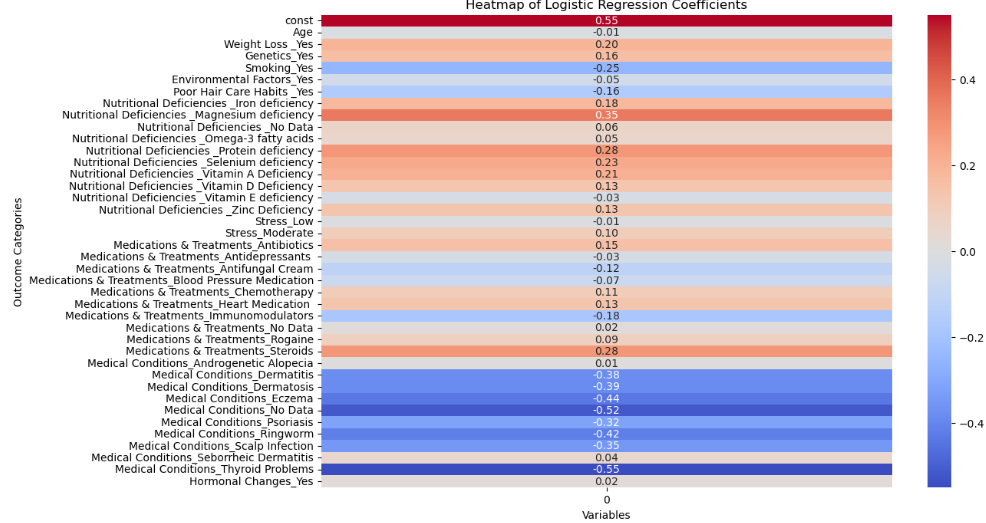 Heatmap of Logistic Regression Coefficients
const 0.55
Age -0.01
Weight Loss _Yes 0.20
Genetics_Yes 0.16
Smoking_Yes -0.25
Environmental Factors_Yes -0.05
Poor Hair Care Habits _Yes -0.16
Nutritional Deficiencies _Iron deficiency 0.18
Nutritional Deficiencies _Magnesium deficiency 0.35
Nutritional Deficiencies _No Data 0.06
Nutritional Deficiencies _Omega-3 fatty acids 0.05
Nutritional Deficiencies _Protein deficiency 0.28
Nutritional Deficiencies _Selenium deficiency 0.23
Nutritional Deficiencies _Vitamin A Deficiency 0.21
Nutritional Deficiencies _Vitamin D Deficiency 0.13
Nutritional Deficiencies _Vitamin E deficiency -0.03
Nutritional Deficiencies _Zinc Deficiency 0.13
Stress_Low -0.01
Stress_Moderate 0.10
Medications & Treatments_Antibiotics 0.15
Medications & Treatments_Antidepressants -0.03
Medications & Treatments_Antifungal Cream -0.12
Medications & Treatments_Blood Pressure Medication -0.07
Medications & Treatments_Chemotherapy 0.11
Medications & Treatments_Heart Medication 0.13
Medications & Treatments_Immunomodulators -0.18
Medications & Treatments_No Data 0.02
Medications & Treatments_Rogaine 0.09
Medications & Treatments_Steroids 0.28
Medical Conditions_Androgenetic Alopecia 0.01
Medical Conditions_Dermatitis -0.38
Medical Conditions_Dermatosis -0.39
Medical Conditions_Eczema -0.44
Medical Conditions_No Data -0.52
Medical Conditions_Psoriasis -0.32
Medical Conditions_Ringworm -0.42
Medical Conditions_Scalp Infection -0.35
Medical Conditions_Seborrheic Dermatitis 0.04
Medical Conditions_Thyroid Problems -0.55
Hormonal Changes_Yes 0.02
0
Variables
Outcome Categories
0.4
0.2
0.0
−0.2
−0.4